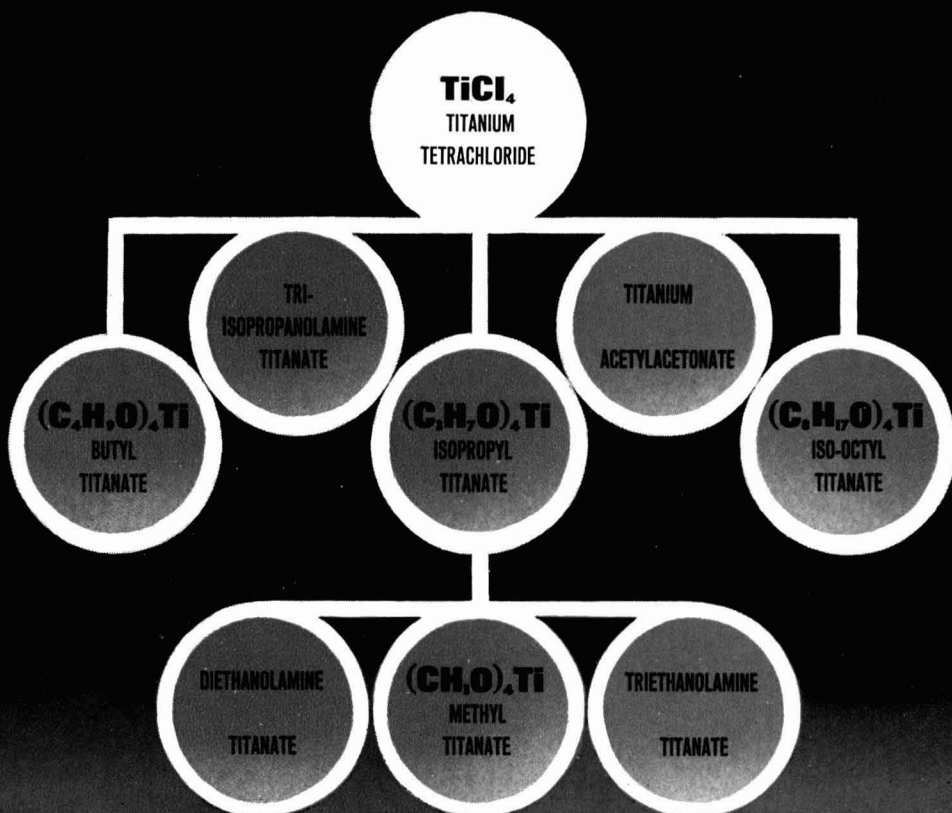 TiCl₄
TITANIUM
TETRACHLORIDE
TRI-
ISOPROPANOLAMINE
TITANATE
TITANIUM
ACETYLACETONATE
(C₄H₉O)₄Ti
BUTYL
TITANATE
(C₃H₇O)₄Ti
ISOPROPYL
TITANATE
(C₈H₁₇O)₄Ti
ISO-OCTYL
TITANATE
DIETHANOLAMINE
TITANATE
(CH₃O)₄Ti
METHYL
TITANATE
TRIETHANOLAMINE
TITANATE